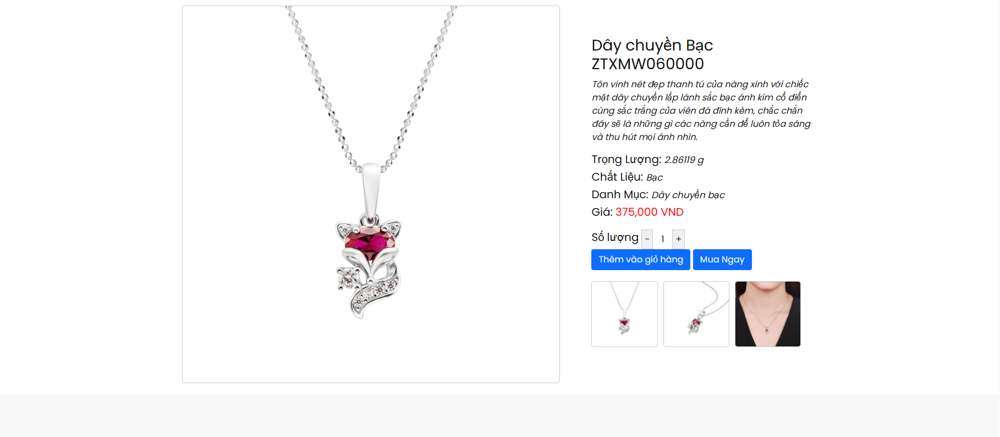 Dây chuyền Bạc
ZTXMW060000
Tôn vinh nét đẹp thanh tú của nàng xinh với chiếc
mặt dây chuyền lấp lánh sắc bạc ánh kim cổ điển
cùng sắc trắng của viên đá đính kèm, chắc chắn
đây sẽ là những gì các nàng cần để luôn tỏa sáng
và thu hút mọi ánh nhìn.
Trọng Lượng: 2.86119 g
Chất Liệu: Bạc
Danh Mục: Dây chuyền bạc
Giá: 375,000 VND
Số lượng - 1 +
Thêm vào giỏ hàng Mua Ngay